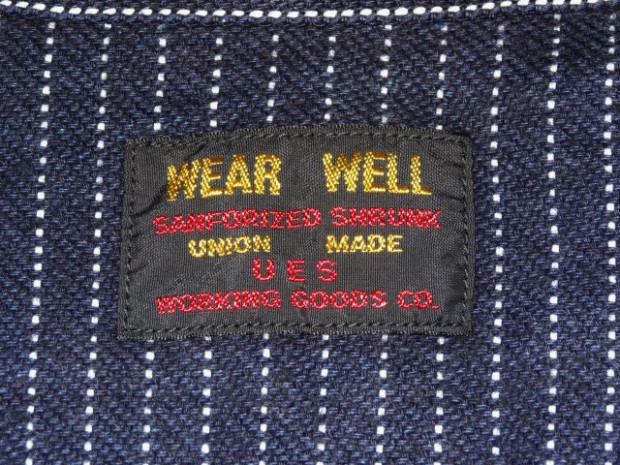 WEAR WELL
SANFORIZED SHRUNK
UNION MADE
UES
WORKING GOODS CO.